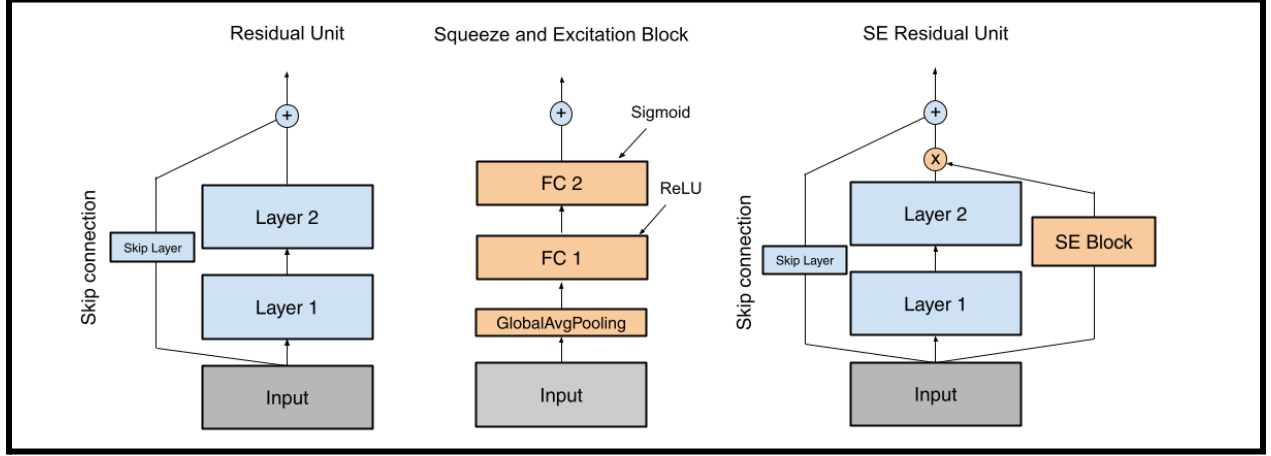 Residual Unit
+
Skip connection
Skip Layer
Layer 2
Layer 1
Input
Squeeze and Excitation Block
+
Sigmoid
FC 2
ReLU
FC 1
GlobalAvgPooling
Input
SE Residual Unit
+
X
Skip connection
Skip Layer
Layer 2
SE Block
Layer 1
Input